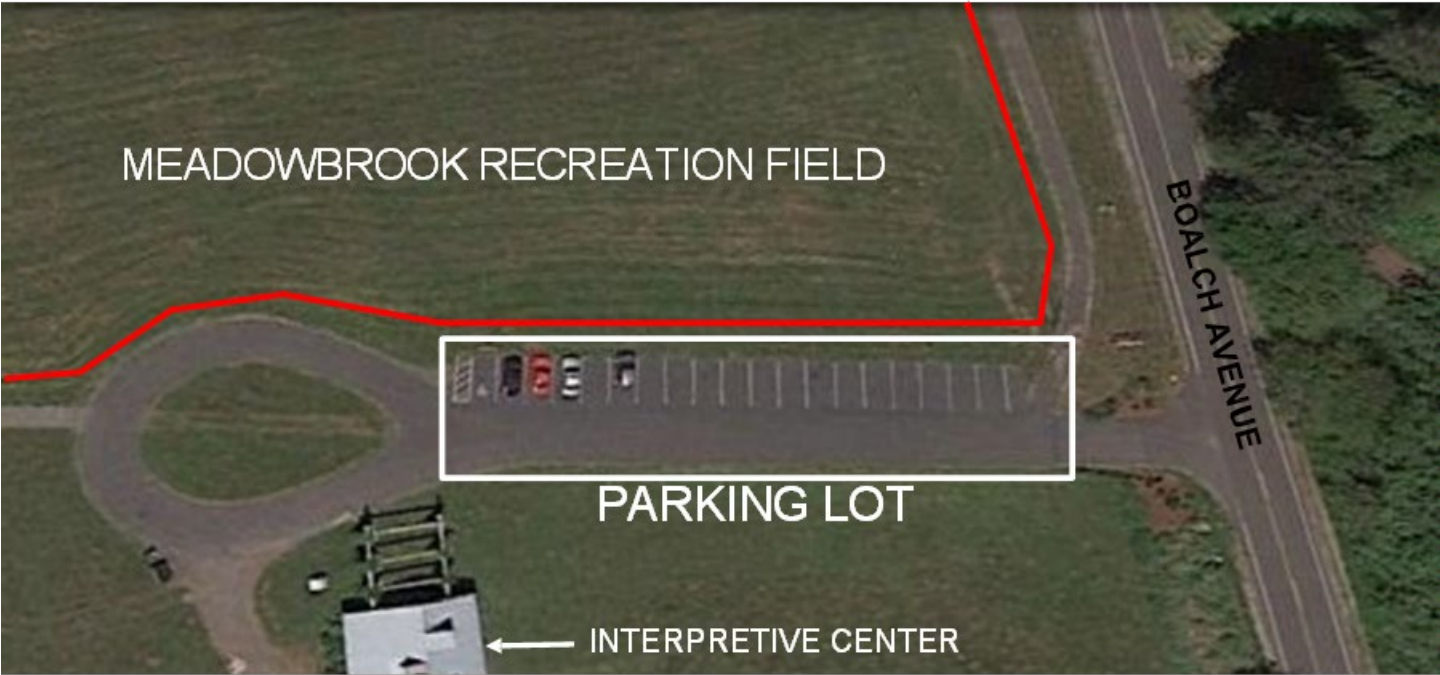 MEADOWBROOK RECREATION FIELD
BOALCH AVENUE
PARKING LOT
INTERPRETIVE CENTER